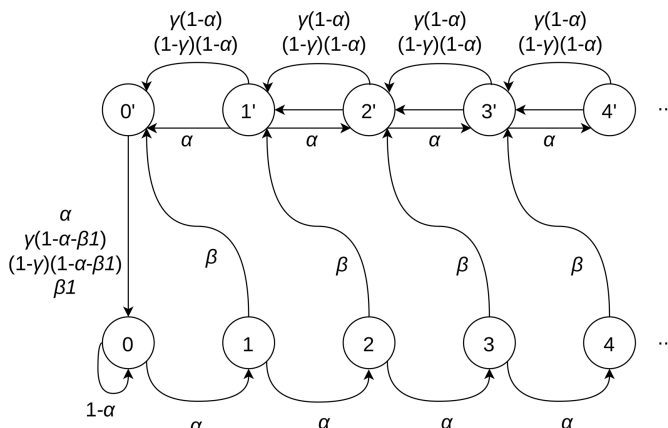 γ(1-α) γ(1-α) γ(1-α) γ(1-α)
(1-γ)(1-α) (1-γ)(1-α) (1-γ)(1-α) (1-γ)(1-α)
0' 1' 2' 3' 4' ..
α α α α
α
γ(1-α-β1)
(1-γ)(1-α-β1)
β1
β β β β
0 1 2 3 4 ..
1-α
α α α α